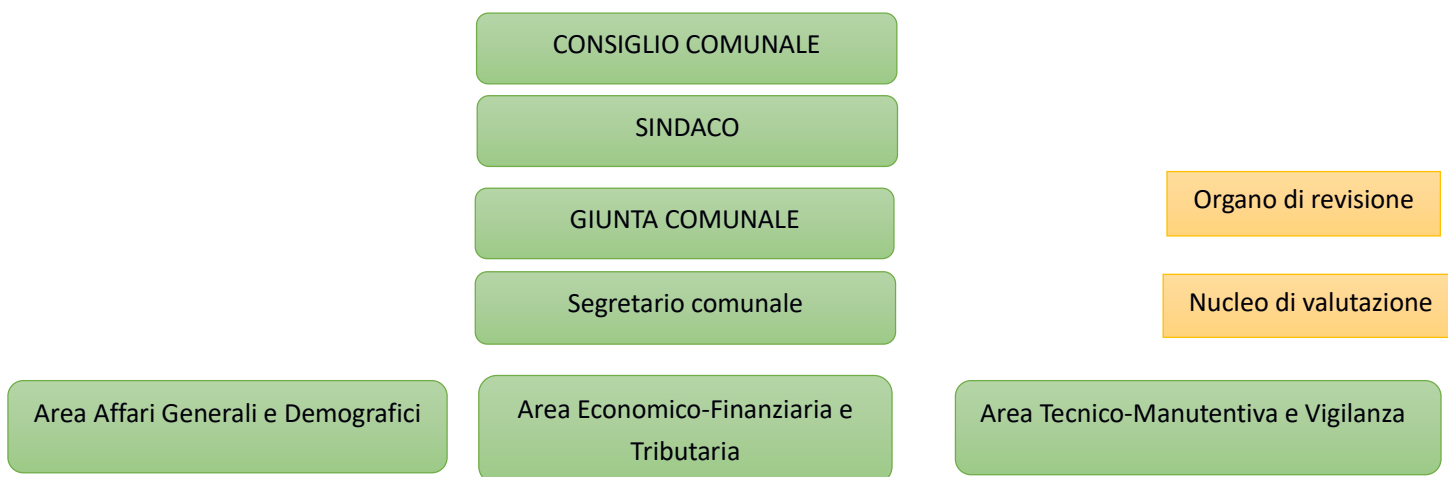 CONSIGLIO COMUNALE
SINDACO
GIUNTA COMUNALE
Organo di revisione
Segretario comunale
Nucleo di valutazione
Area Affari Generali e Demografici
Area Economico-Finanziaria e
Tributaria
Area Tecnico-Manutentiva e Vigilanza